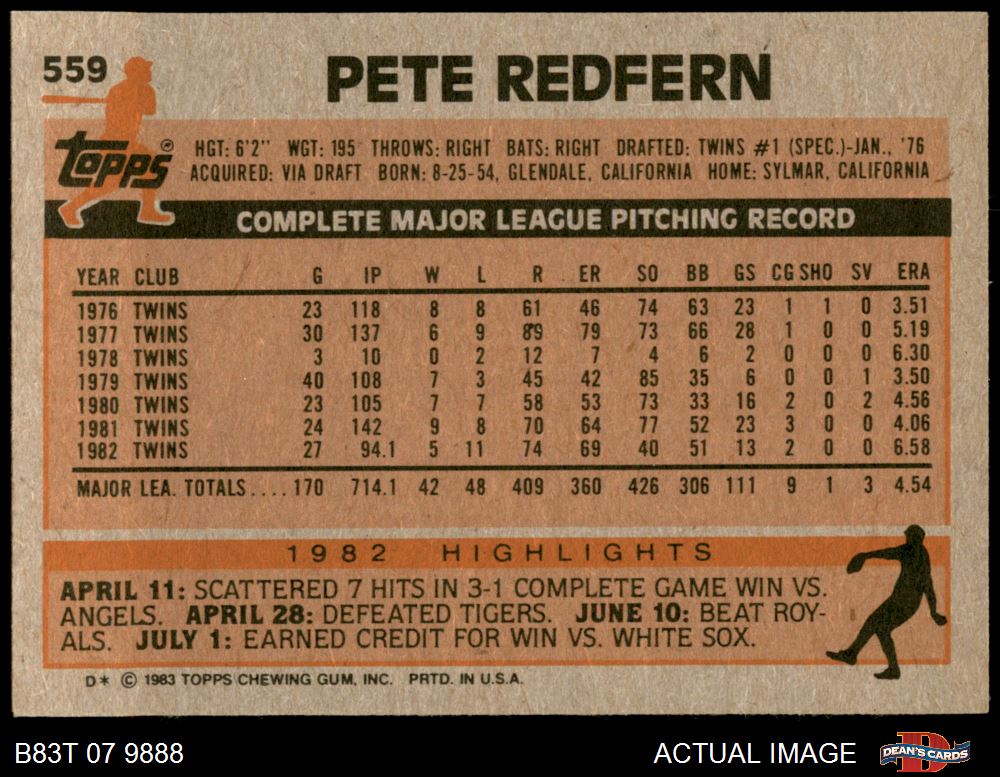 559
PETE REDFERN
topps®
HGT: 6'2" WGT: 195 THROWS: RIGHT BATS: RIGHT DRAFTED: TWINS #1 (SPEC.)-JAN., '76
ACQUIRED: VIA DRAFT BORN: 8-25-54, GLENDALE, CALIFORNIA HOME: SYLMAR, CALIFORNIA
COMPLETE MAJOR LEAGUE PITCHING RECORD
YEAR CLUB G IP W L R ER SO BB GS CG SHO SV ERA
1976 TWINS 23 118 8 8 61 46 74 63 23 1 1 0 3.51
1977 TWINS 30 137 6 9 89 79 73 66 28 1 0 0 5.19
1978 TWINS 3 10 0 2 12 7 4 6 2 0 0 0 6.30
1979 TWINS 40 108 7 3 45 42 85 35 6 0 0 1 3.50
1980 TWINS 23 105 7 7 58 53 73 33 16 2 0 2 4.56
1981 TWINS 24 142 9 8 70 64 77 52 23 3 0 0 4.06
1982 TWINS 27 94.1 5 11 74 69 40 51 13 2 0 0 6.58
MAJOR LEA. TOTALS .... 170 714.1 42 48 409 360 426 306 111 9 1 3 4.54
1982 HIGHLIGHTS
APRIL 11: SCATTERED 7 HITS IN 3-1 COMPLETE GAME WIN VS.
ANGELS. APRIL 28: DEFEATED TIGERS. JUNE 10: BEAT ROY-
ALS. JULY 1: EARNED CREDIT FOR WIN VS. WHITE SOX.
D* © 1983 TOPPS CHEWING GUM, INC. PRTD. IN U.S.A.
B83T 07 9888
ACTUAL IMAGE
D
DEAN'S CARDS